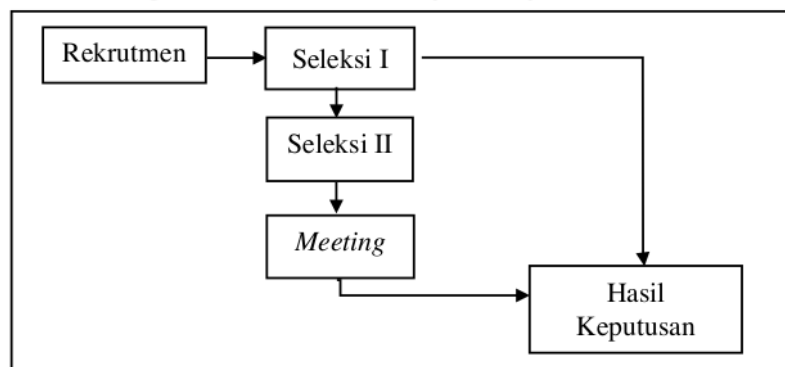 Rekrutmen
Seleksi I
Seleksi II
Meeting
Hasil
Keputusan